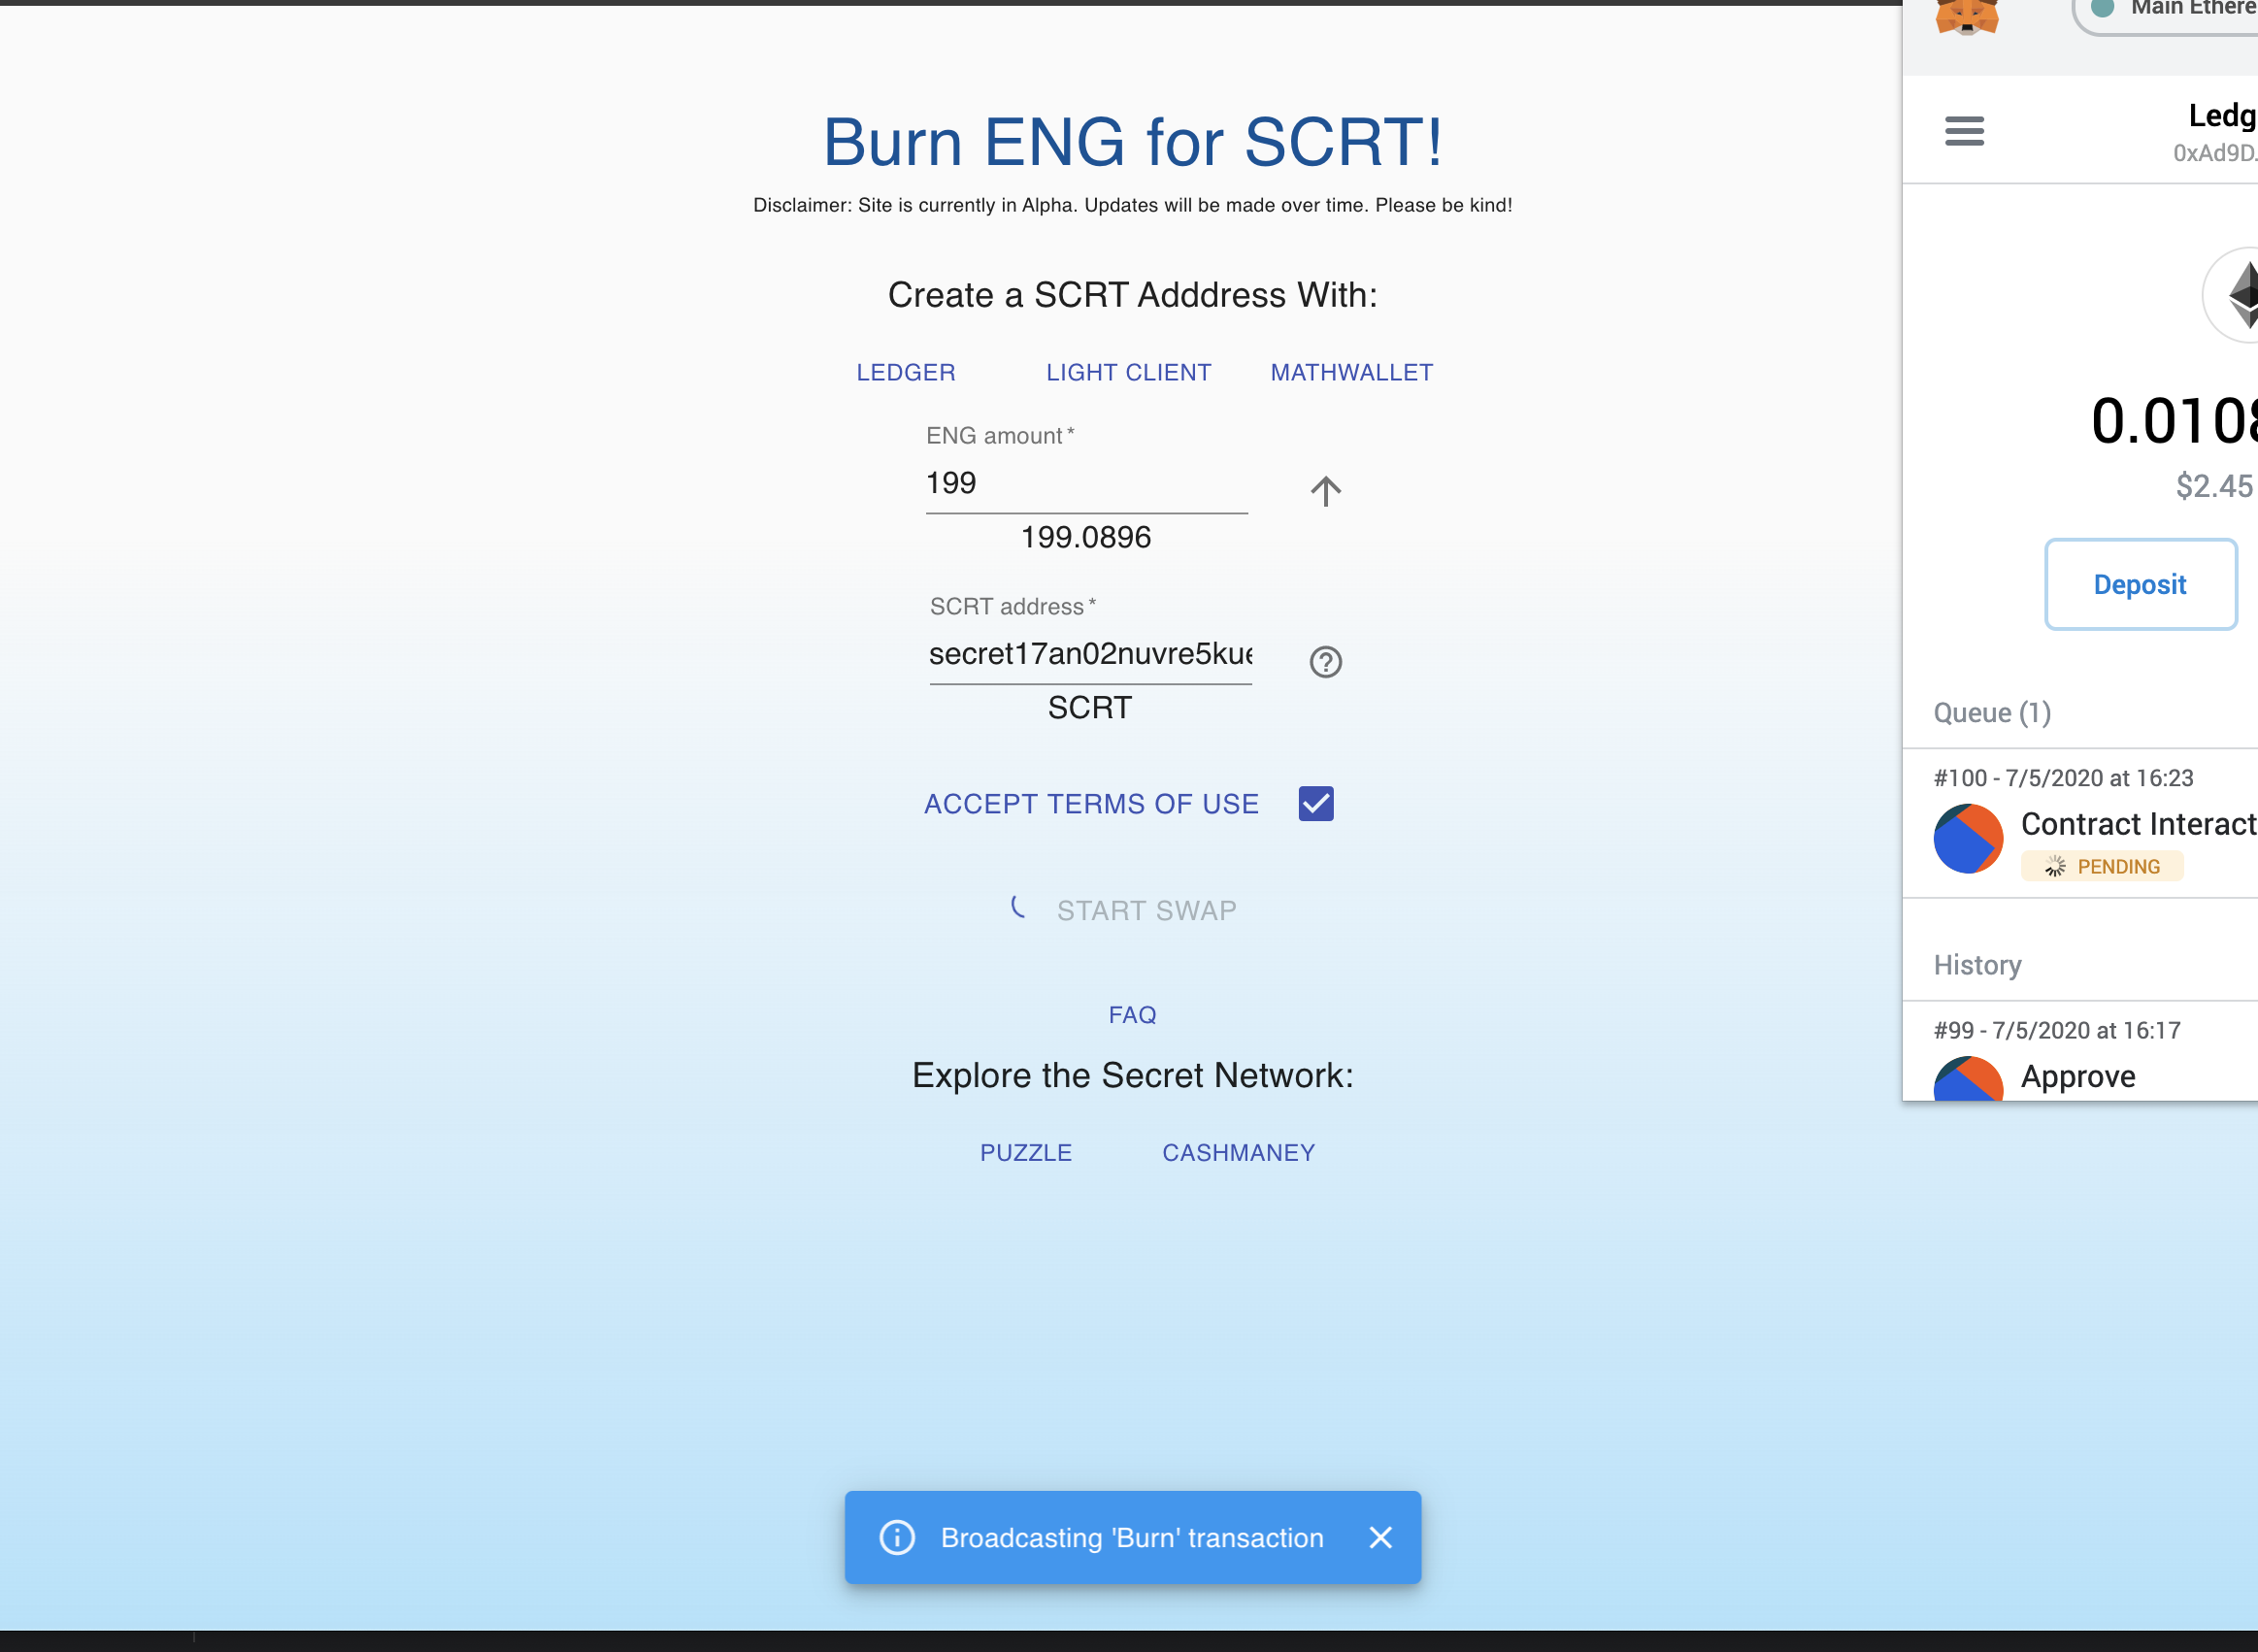 Burn ENG for SCRT!
Disclaimer: Site is currently in Alpha. Updates will be made over time. Please be kind!
Create a SCRT Adddress With:
LEDGER LIGHT CLIENT MATHWALLET
ENG amount *
199
199.0896
SCRT address *
secret17an02nuvre5kue
SCRT
ACCEPT TERMS OF USE
START SWAP
FAQ
Explore the Secret Network:
PUZZLE CASHMANEY
Broadcasting 'Burn' transaction
Main Ethere
Ledg
0xAd9D.
0.0108
$2.45
Deposit
Queue (1)
#100 - 7/5/2020 at 16:23
Contract Interact
PENDING
History
#99 - 7/5/2020 at 16:17
Approve